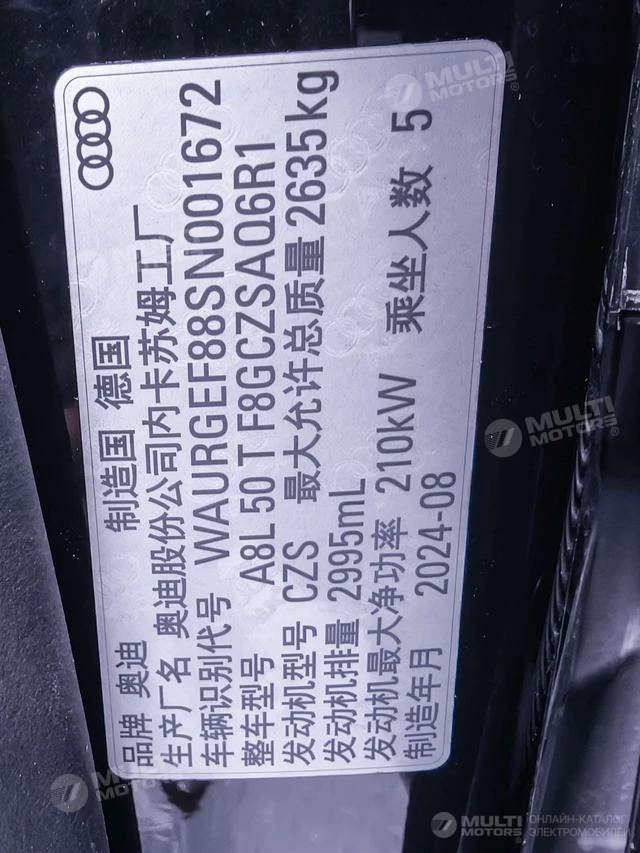 品牌 奥迪 制造国 德国
生产厂名 奥迪股份公司内卡苏姆工厂
车辆识别代号 WAURGEF88SN001672
整车型号 A8L 50 T F8GCZSAQ6R1
发动机型号 CZS 最大允许总质量 2635kg
发动机排量 2995mL
发动机最大净功率 210kW 乘坐人数 5
制造年月 2024-08
MULTI
MOTORS®
MULTI
MOTORS®
MULTI
MOTORS®
MULTI
MOTORS®
ОНЛАЙН-КАТАЛОГ
ЭЛЕКТРОМОБИЛЕЙ